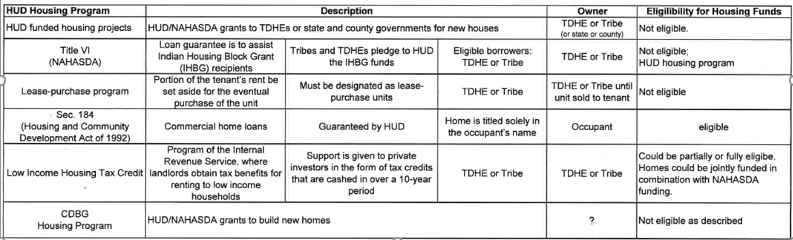 HUD Housing Program Description Owner Eligilibility for Housing Funds
HUD funded housing projects HUD/NAHASDA grants to TDHEs or state and county governments for new houses TDHE or Tribe (or state or county) Not eligible.
Title VI
(NAHASDA)
Loan guarantee is to assist
Indian Housing Block Grant
(IHBG) recipients
Tribes and TDHEs pledge to HUD
the IHBG funds
Eligible borrowers:
TDHE or Tribe
TDHE or Tribe
Not eligible;
HUD housing program
Lease-purchase program
Portion of the tenant's rent be
set aside for the eventual
purchase of the unit
Must be designated as lease-
purchase units
TDHE or Tribe
TDHE or Tribe until
unit sold to tenant
Not eligible
Sec. 184
(Housing and Community
Development Act of 1992)
Commercial home loans
Guaranteed by HUD
Home is titled solely in
the occupant's name
Occupant
eligible
Low Income Housing Tax Credit
Program of the Internal
Revenue Service, where
landlords obtain tax benefits for
renting to low income
households
Support is given to private
investors in the form of tax credits
that are cashed in over a 10-year
period
TDHE or Tribe
TDHE or Tribe
Could be partially or fully eligibe.
Homes could be jointly funded in
combination with NAHASDA
funding.
CDBG
Housing Program
HUD/NAHASDA grants to build new homes
?
Not eligible as described